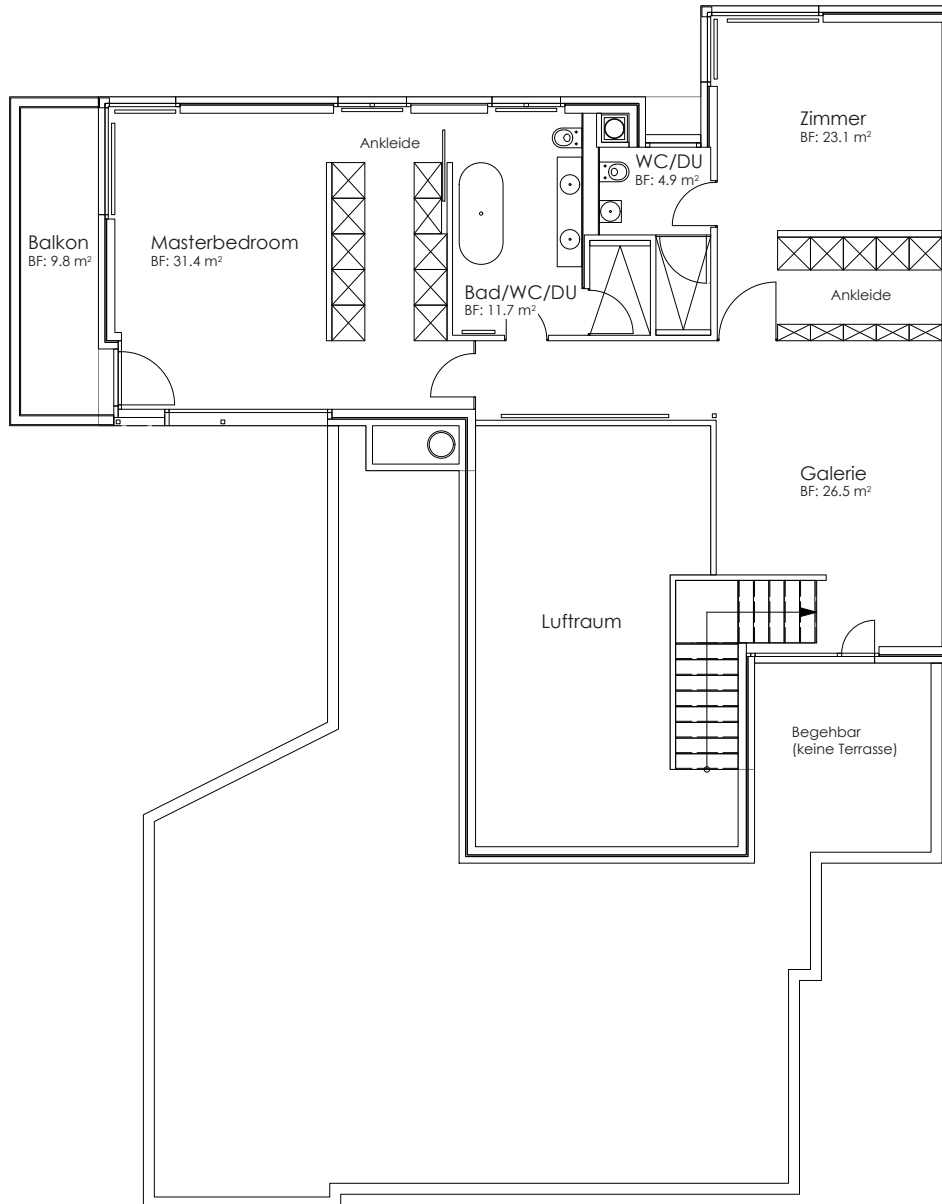 Zimmer
BF: 23.1 m²
Ankleide
WC/DU
BF: 4.9 m²
Balkon
BF: 9.8 m²
Masterbedroom
BF: 31.4 m²
Bad/WC/DU
BF: 11.7 m²
Ankleide
Galerie
BF: 26.5 m²
Luftraum
Begehbar
(keine Terrasse)